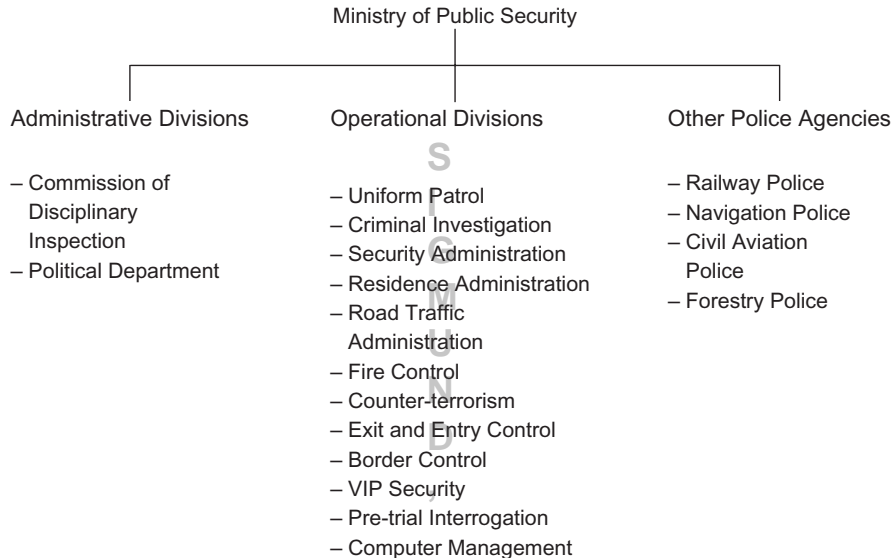 Ministry of Public Security
Administrative Divisions
– Commission of
Disciplinary
Inspection
– Political Department
Operational Divisions
– Uniform Patrol
– Criminal Investigation
– Security Administration
– Residence Administration
– Road Traffic
Administration
– Fire Control
– Counter-terrorism
– Exit and Entry Control
– Border Control
– VIP Security
– Pre-trial Interrogation
– Computer Management
Other Police Agencies
– Railway Police
– Navigation Police
– Civil Aviation
Police
– Forestry Police
SIGMUND,